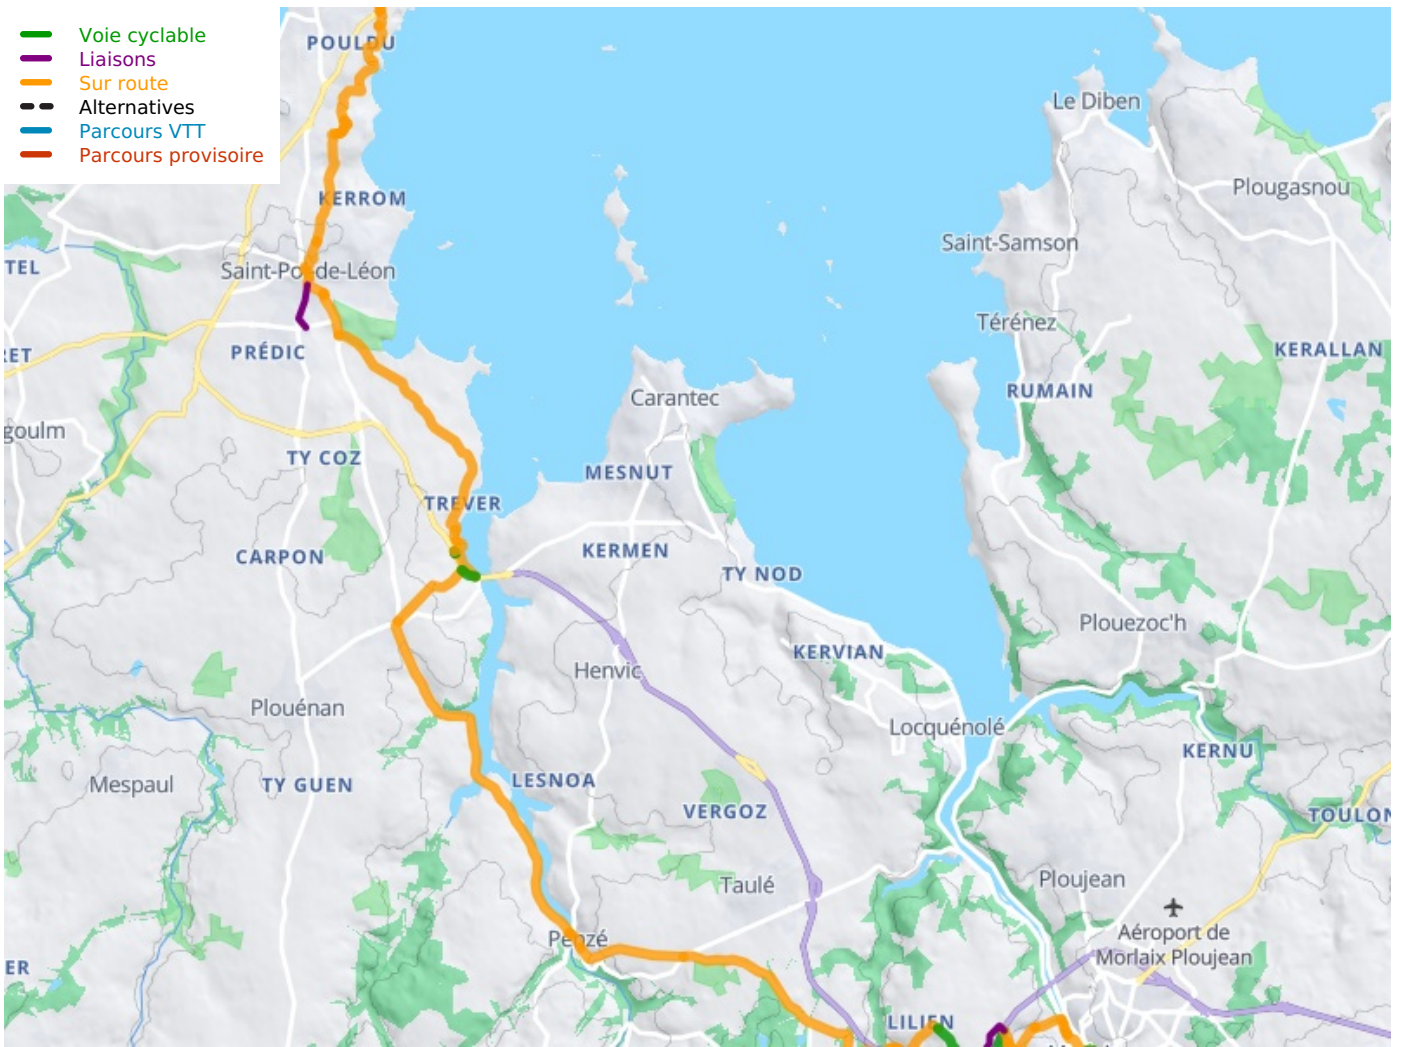 Voie cyclable
Liaisons
Sur route
Alternatives
Parcours VTT
Parcours provisoire
POULDU
Le Diben
Plougasnou
KERROM
Saint-Samson
TEL
Saint-Pol-de-Léon
Térénez
RET
PRÉDIC
KERALLAN
RUMAIN
Carantec
goulm
TY COZ
MESNUT
TREVER
CARPON
KERMEN
TY NOD
Plouezoc'h
KERVIAN
Henvic
Plouénan
Locquénolé
KERNU
Mespaul
TY GUEN
LESNOA
VERGOZ
TOULON
Taulé
Ploujean
Aéroport de
Morlaix Ploujean
Penzé
ER
LILIEN